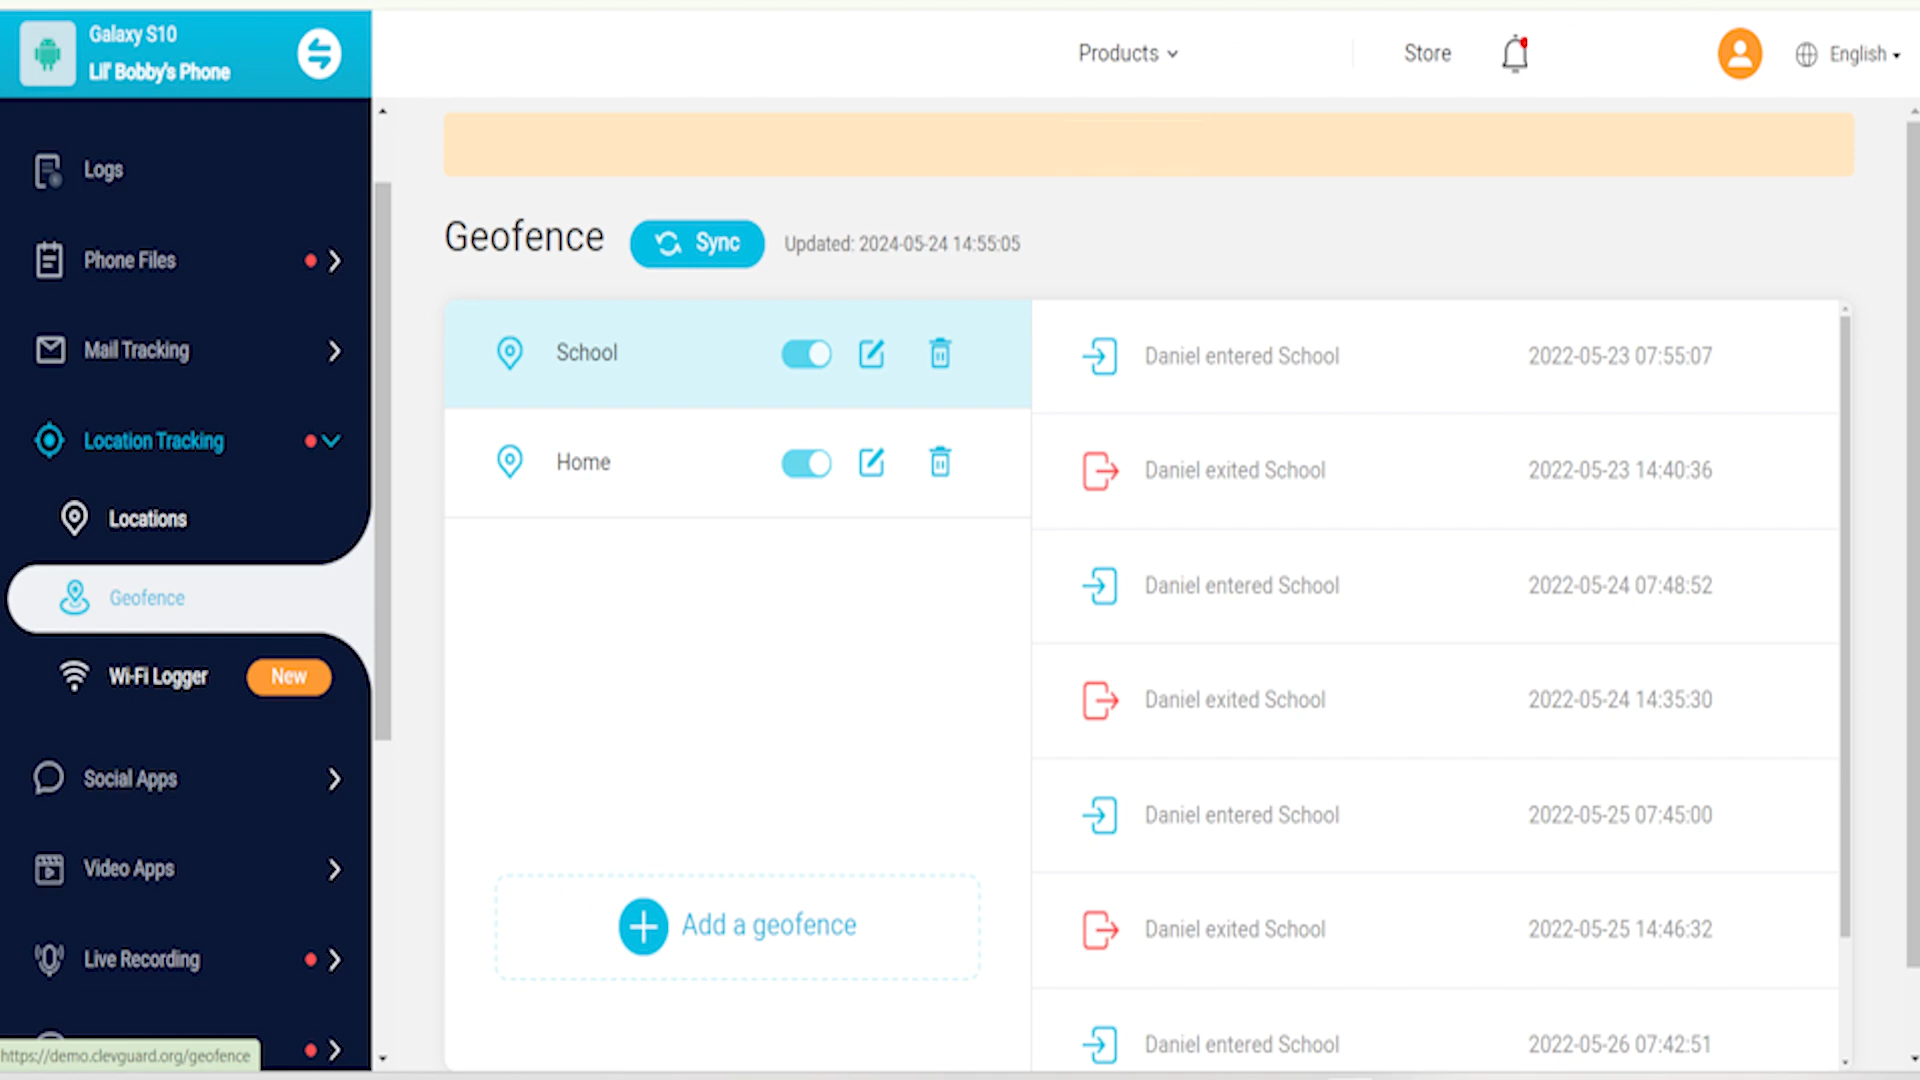 Galaxy S10
Lil' Bobby's Phone
Products
Store
English
Logs
Phone Files
Mail Tracking
Location Tracking
Locations
Geofence
Wi-Fi Logger
New
Social Apps
Video Apps
Live Recording
https://demo.clevguard.org/geofence
Geofence
Sync
Updated: 2024-05-24 14:55:05
School
Home
Add a geofence
Daniel entered School 2022-05-23 07:55:07
Daniel exited School 2022-05-23 14:40:36
Daniel entered School 2022-05-24 07:48:52
Daniel exited School 2022-05-24 14:35:30
Daniel entered School 2022-05-25 07:45:00
Daniel exited School 2022-05-25 14:46:32
Daniel entered School 2022-05-26 07:42:51